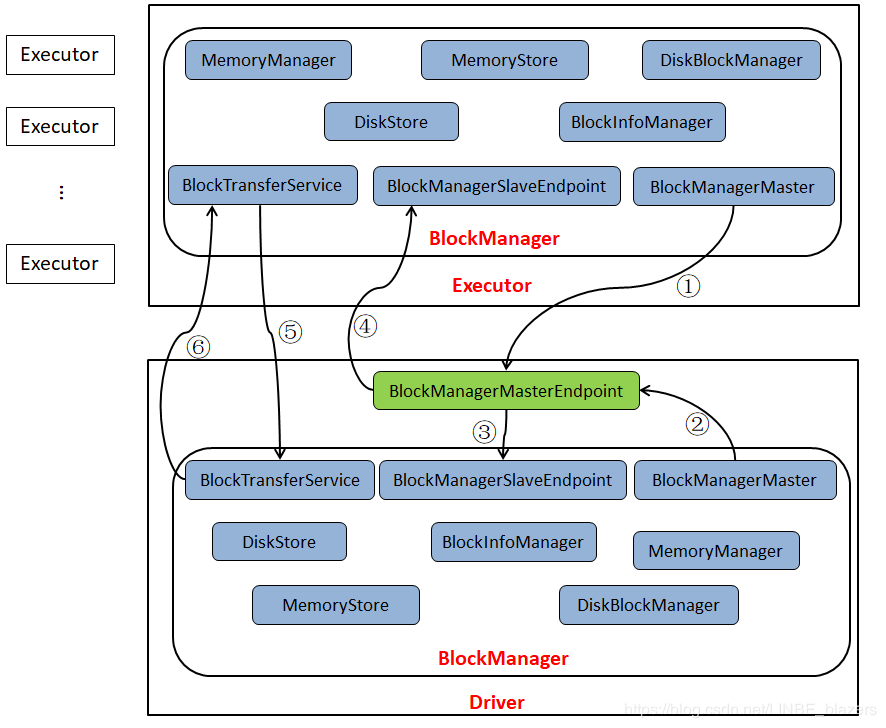 Executor
Executor
⋮
Executor
MemoryManager
MemoryStore
DiskBlockManager
DiskStore
BlockInfoManager
BlockTransferService
BlockManagerSlaveEndpoint
BlockManagerMaster
BlockManager
Executor
①
④
⑤
⑥
BlockManagerMasterEndpoint
②
③
BlockTransferService
BlockManagerSlaveEndpoint
BlockManagerMaster
DiskStore
BlockInfoManager
MemoryManager
MemoryStore
DiskBlockManager
BlockManager
Driver
https://blog.csdn.net/LINBE_blazers